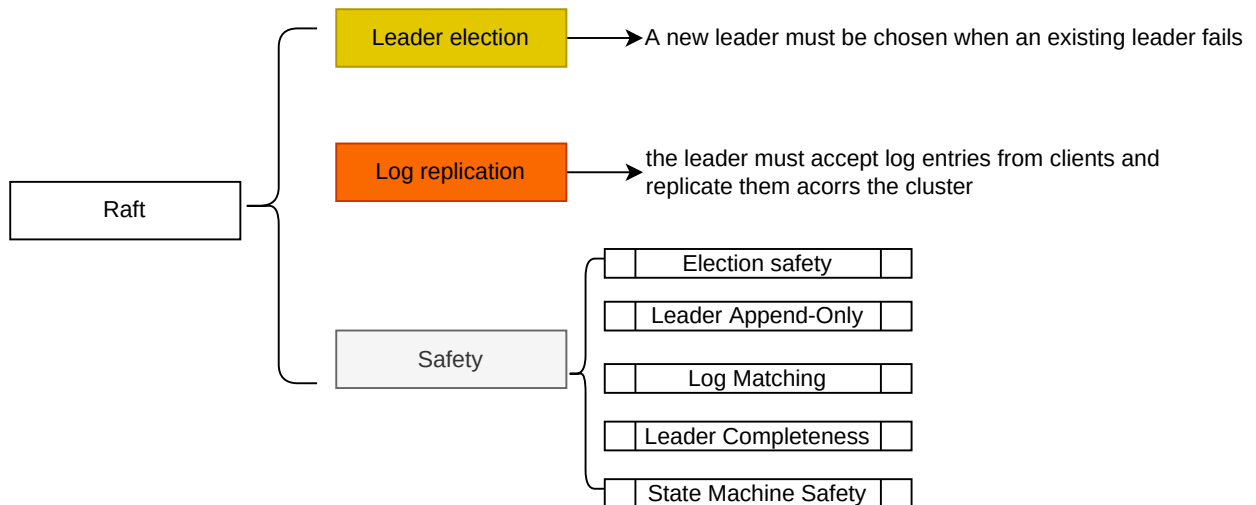 Raft
Leader election
A new leader must be chosen when an existing leader fails
Log replication
the leader must accept log entries from clients and
replicate them acorrs the cluster
Safety
Election safety
Leader Append-Only
Log Matching
Leader Completeness
State Machine Safety